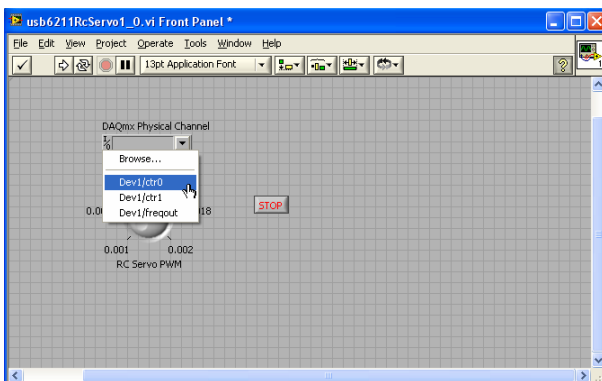 usb6211RcServo1_0.vi Front Panel *
File Edit View Project Operate Tools Window Help
13pt Application Font
DAQmx Physical Channel
Browse...
Dev1/ctr0
Dev1/ctr1
Dev1/freqout
STOP
0.001 0.002
RC Servo PWM